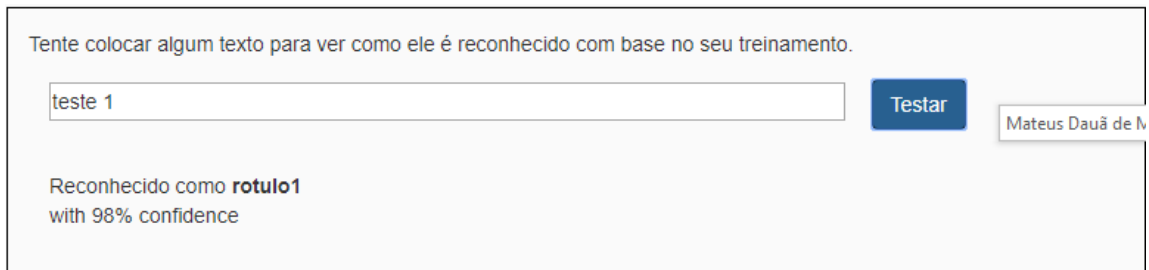 Tente colocar algum texto para ver como ele é reconhecido com base no seu treinamento.
teste 1
Testar
Mateus Dauã de
Reconhecido como rotulo1
with 98% confidence